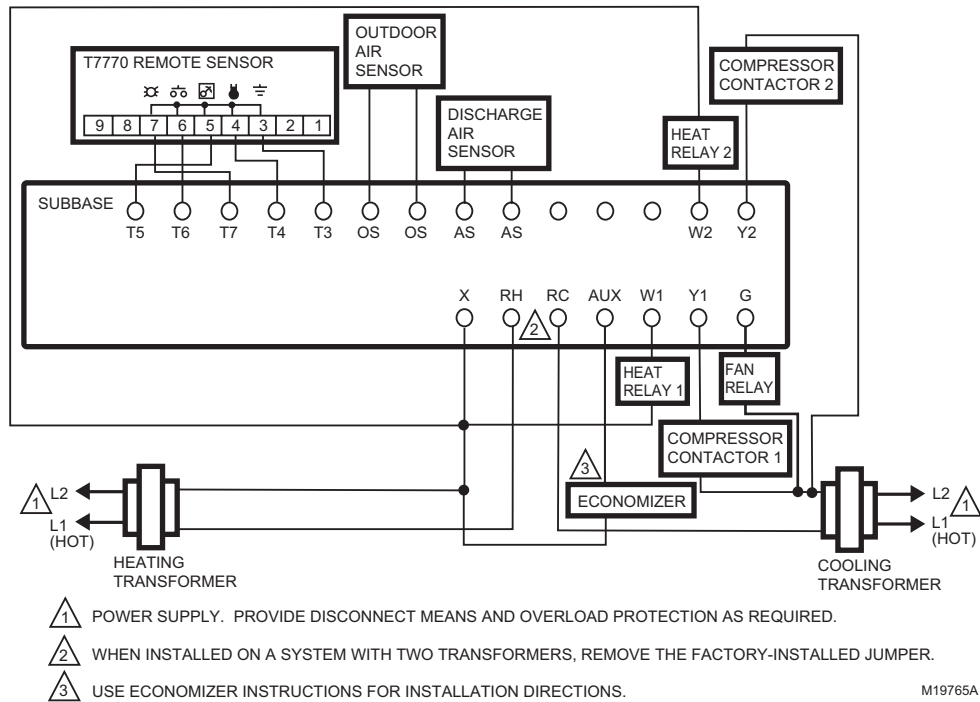 OUTDOOR
AIR
SENSOR
T7770 REMOTE SENSOR
COMPRESSOR
CONTACTOR 2
DISCHARGE
AIR
SENSOR
9 8 7 6 5 4 3 2 1
HEAT
RELAY 2
SUBBASE
T5 T6 T7 T4 T3 OS OS AS AS W2 Y2
X RH RC AUX W1 Y1 G
2
HEAT
RELAY 1
FAN
RELAY
COMPRESSOR
CONTACTOR 1
3
ECONOMIZER
1
L2
L1
(HOT)
L2
1
L1
(HOT)
HEATING
TRANSFORMER
COOLING
TRANSFORMER
1 POWER SUPPLY. PROVIDE DISCONNECT MEANS AND OVERLOAD PROTECTION AS REQUIRED.
2 WHEN INSTALLED ON A SYSTEM WITH TWO TRANSFORMERS, REMOVE THE FACTORY-INSTALLED JUMPER.
3 USE ECONOMIZER INSTRUCTIONS FOR INSTALLATION DIRECTIONS.
M19765A